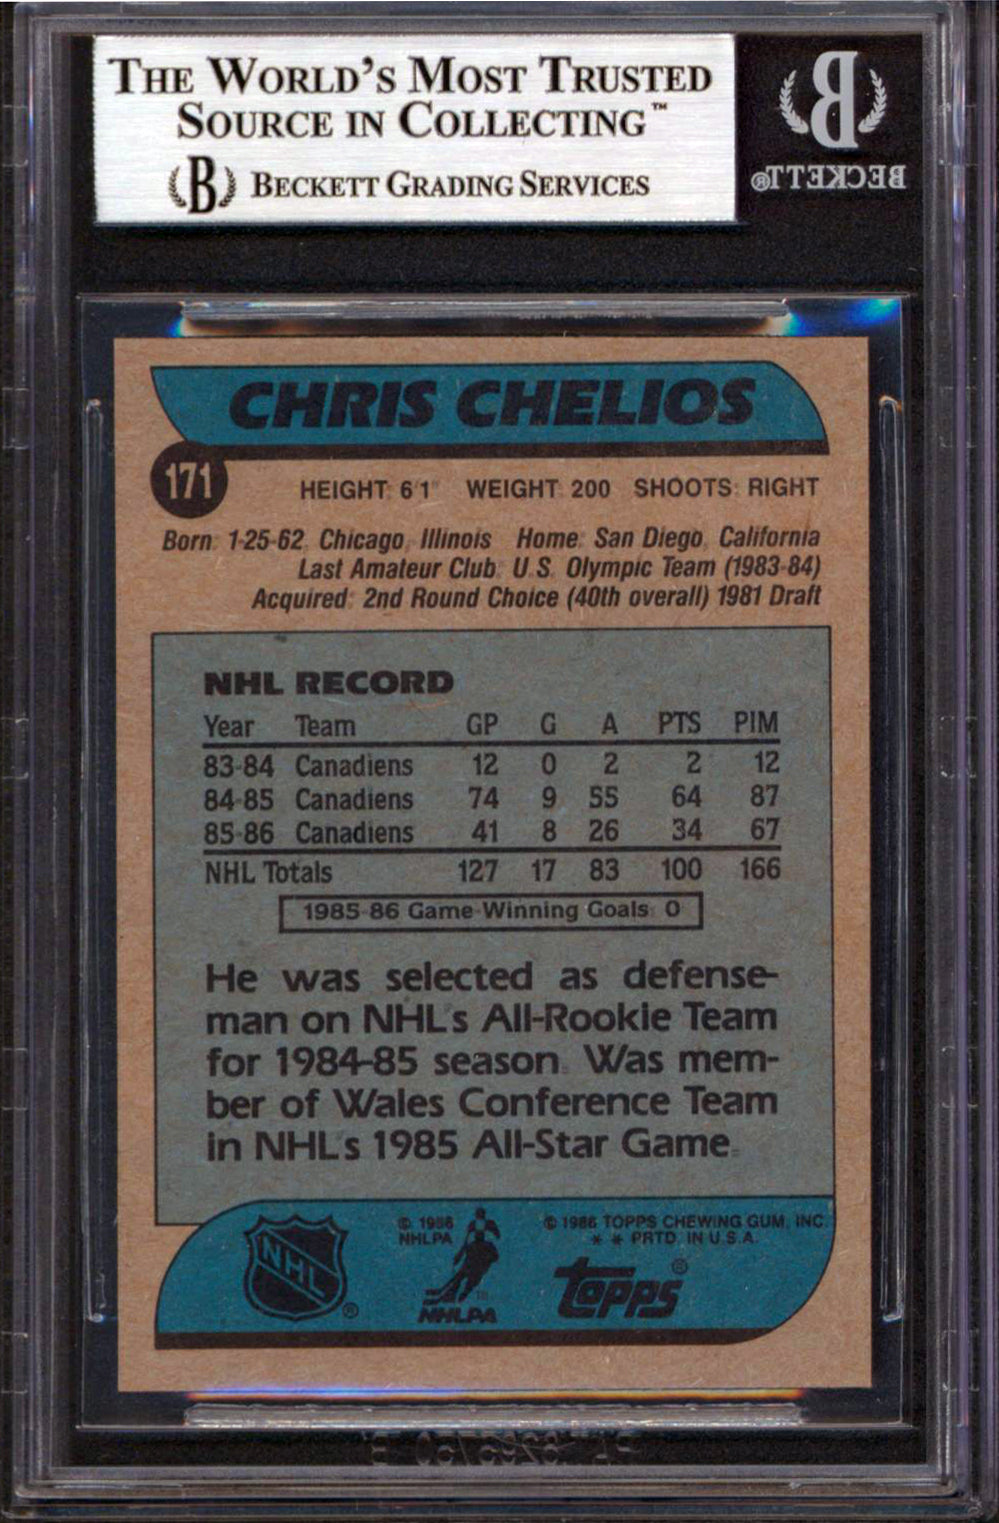 THE WORLD'S MOST TRUSTED
SOURCE IN COLLECTING™
B BECKETT GRADING SERVICES
B
BECKETT®
CHRIS CHELIOS
171
HEIGHT: 6'1" WEIGHT: 200 SHOOTS: RIGHT
Born: 1-25-62, Chicago, Illinois Home: San Diego, California
Last Amateur Club: U.S. Olympic Team (1983-84)
Acquired: 2nd Round Choice (40th overall) 1981 Draft
NHL RECORD
Year Team GP G A PTS PIM
83-84 Canadiens 12 0 2 2 12
84-85 Canadiens 74 9 55 64 87
85-86 Canadiens 41 8 26 34 67
NHL Totals 127 17 83 100 166
1985-86 Game-Winning Goals: 0
He was selected as defense-
man on NHL's All-Rookie Team
for 1984-85 season. Was mem-
ber of Wales Conference Team
in NHL's 1985 All-Star Game.
NHL ®
© 1986
NHLPA
NHLPA
TM
© 1986 TOPPS CHEWING GUM, INC.
* * PRTD. IN U.S.A.
TOPPS ®